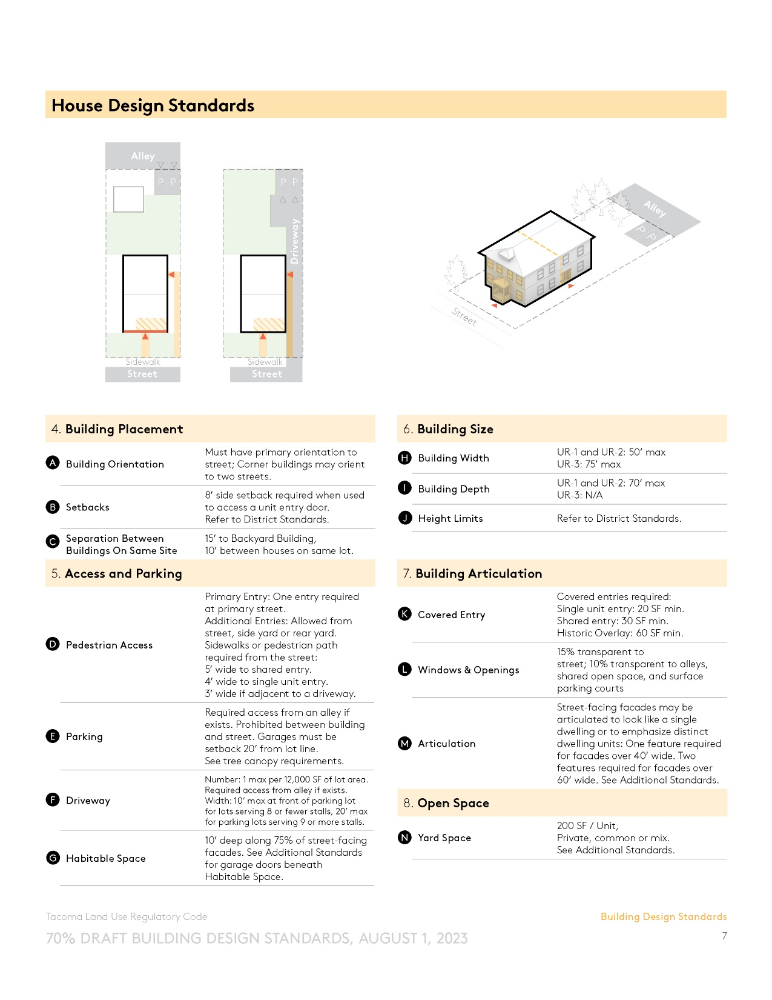 House Design Standards
Alley
P P
P P
Driveway
Sidewalk
Street
Sidewalk
Street
Alley
P P
Street
4. Building Placement
A Building Orientation
Must have primary orientation to
street; Corner buildings may orient
to two streets.
B Setbacks
8’ side setback required when used
to access a unit entry door.
Refer to District Standards.
C Separation Between
Buildings On Same Site
15’ to Backyard Building,
10’ between houses on same lot.
5. Access and Parking
D Pedestrian Access
Primary Entry: One entry required
at primary street.
Additional Entries: Allowed from
street, side yard or rear yard.
Sidewalks or pedestrian path
required from the street:
5’ wide to shared entry.
4’ wide to single unit entry.
3’ wide if adjacent to a driveway.
E Parking
Required access from an alley if
exists. Prohibited between building
and street. Garages must be
setback 20’ from lot line.
See tree canopy requirements.
F Driveway
Number: 1 max per 12,000 SF of lot area.
Required access from alley if exists.
Width: 10’ max at front of parking lot
for lots serving 8 or fewer stalls, 20’ max
for parking lots serving 9 or more stalls.
G Habitable Space
10’ deep along 75% of street-facing
facades. See Additional Standards
for garage doors beneath
Habitable Space.
6. Building Size
H Building Width
UR-1 and UR-2: 50’ max
UR-3: 75’ max
I Building Depth
UR-1 and UR-2: 70’ max
UR-3: N/A
J Height Limits
Refer to District Standards.
7. Building Articulation
K Covered Entry
Covered entries required:
Single unit entry: 20 SF min.
Shared entry: 30 SF min.
Historic Overlay: 60 SF min.
L Windows & Openings
15% transparent to
street; 10% transparent to alleys,
shared open space, and surface
parking courts
M Articulation
Street-facing facades may be
articulated to look like a single
dwelling or to emphasize distinct
dwelling units: One feature required
for facades over 40’ wide. Two
features required for facades over
60’ wide. See Additional Standards.
8. Open Space
N Yard Space
200 SF / Unit,
Private, common or mix.
See Additional Standards.
Tacoma Land Use Regulatory Code
Building Design Standards
70% DRAFT BUILDING DESIGN STANDARDS, AUGUST 1, 2023
7